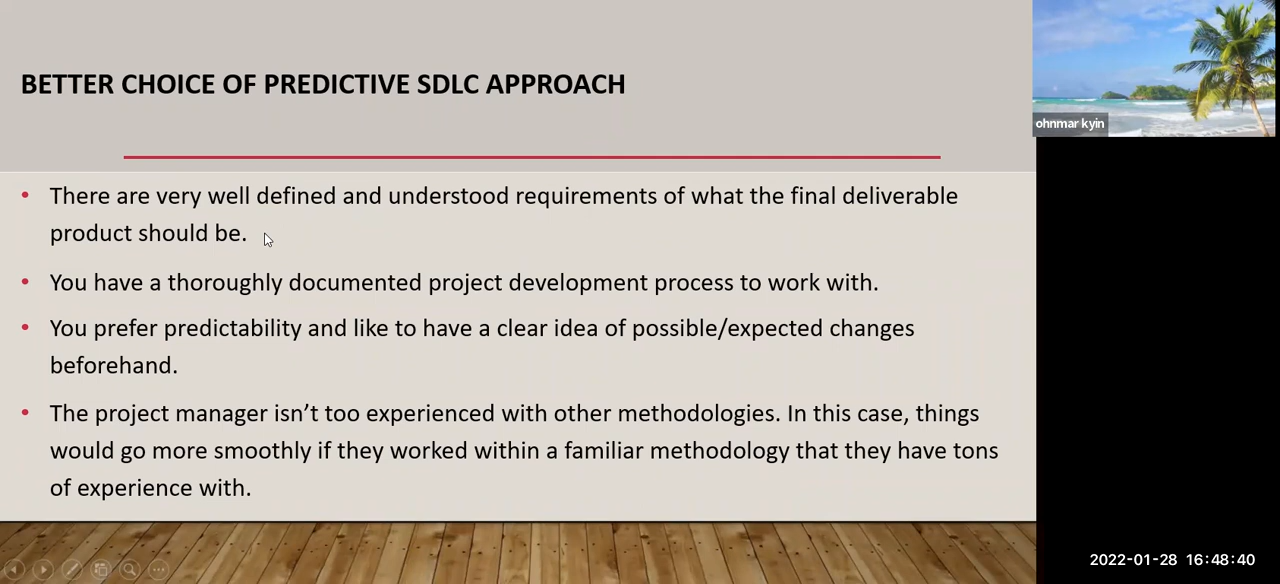 BETTER CHOICE OF PREDICTIVE SDLC APPROACH
ohnmar kyin
• There are very well defined and understood requirements of what the final deliverable
product should be.
• You have a thoroughly documented project development process to work with.
• You prefer predictability and like to have a clear idea of possible/expected changes
beforehand.
• The project manager isn’t too experienced with other methodologies. In this case, things
would go more smoothly if they worked within a familiar methodology that they have tons
of experience with.
2022-01-28 16:48:40